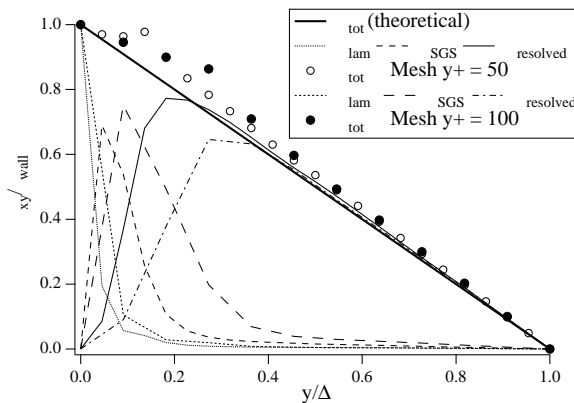 1.0
0.8
0.6
0.4
0.2
0.0
xy/ wall
0.0 0.2 0.4 0.6 0.8 1.0
y/Δ
tot (theoretical)
lam SGS resolved
tot Mesh y+ = 50
lam SGS resolved
tot Mesh y+ = 100